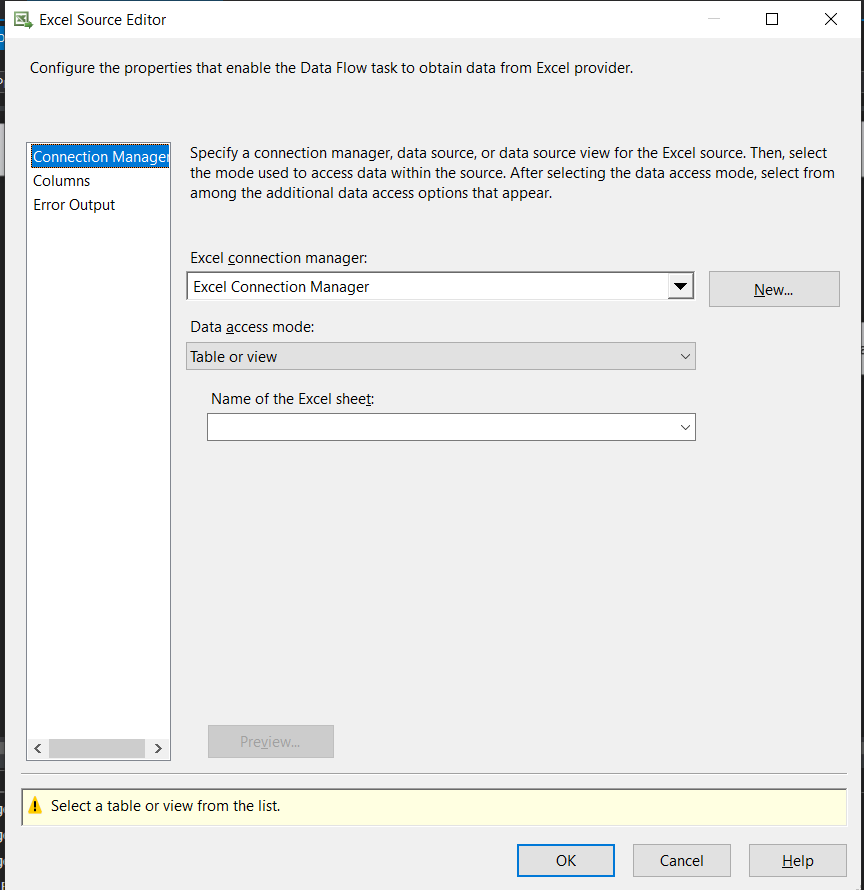 Excel Source Editor
Configure the properties that enable the Data Flow task to obtain data from Excel provider.
Connection Manager
Columns
Error Output
Specify a connection manager, data source, or data source view for the Excel source. Then, select
the mode used to access data within the source. After selecting the data access mode, select from
among the additional data access options that appear.
Excel connection manager:
Excel Connection Manager
New...
Data access mode:
Table or view
Name of the Excel sheet:
Preview...
Select a table or view from the list.
OK
Cancel
Help